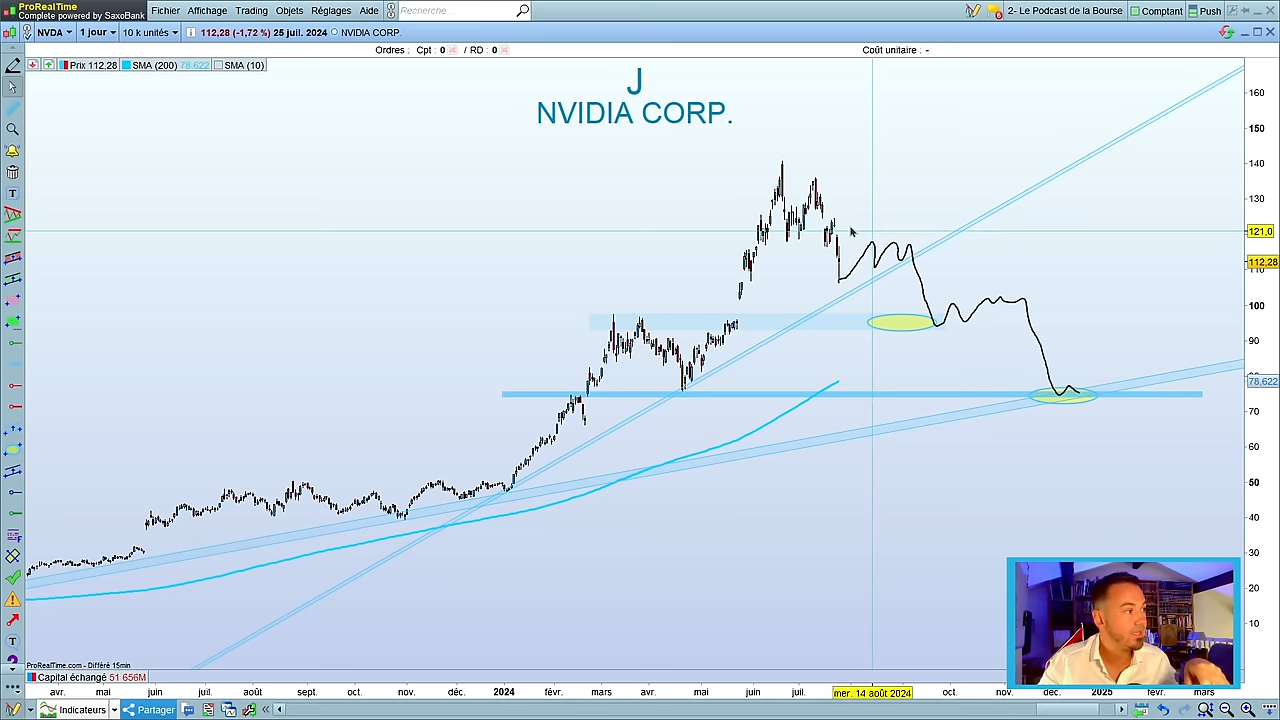 ProRealTime
Complete powered by SaxoBank
Fichier Affichage Trading Objets Réglages Aide Recherche
2- Le Podcast de la Bourse Comptant Push
NVDA 1 jour 10 k unités 112,28 (-1,72 %) 25 juil. 2024 NVIDIA CORP.
Ordres : Cpt : 0 / RD : 0 Coût unitaire : -
Prix 112,28 SMA (200) 78.622 SMA (10)
J
NVIDIA CORP.
160
150
140
130
121,0
112,28
110
100
90
78,622
70
60
50
40
30
20
10
ProRealTime.com - Différé 15min
Capital échangé 51 656M
avr. mai juin juil. août sept. oct. nov. déc. 2024 févr. mars avr. mai juin juil. mer. 14 août 2024 oct. nov. déc. 2025 févr. mars
Indicateurs Partager